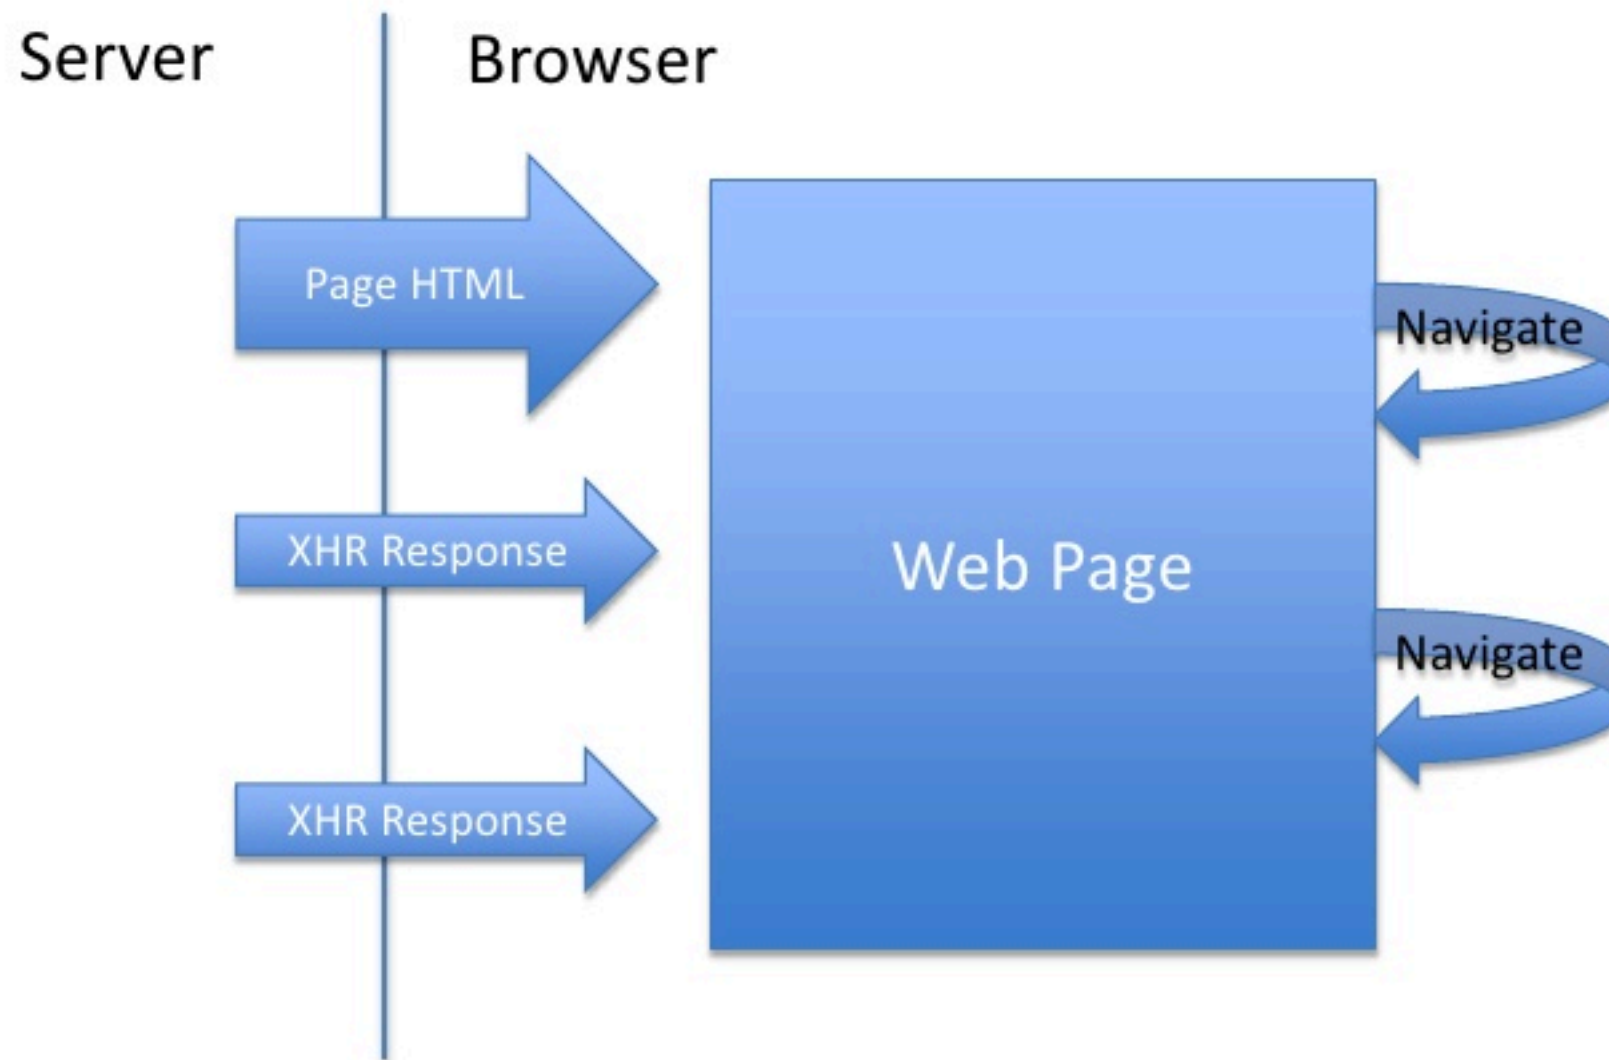 Server
Browser
Page HTML
Navigate
XHR Response
Web Page
Navigate
XHR Response